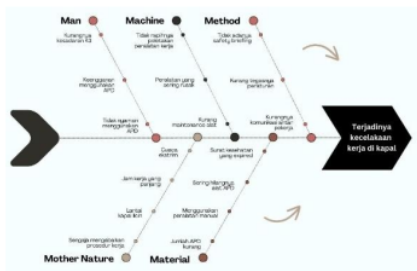 Man
Machine
Method
Kurangnya
kesadaran K3
Tidak
peralatan kerja
Tidak adanya
safety briefing
Keengganan
menggunakan
APD
Peralatan yang
sering rusak
Kurang tegasnya
peraturan
Tidak nyaman
menggunakan
APD
Kurang
maintenance alat
Kurangnya
komunikasi antar
pekerja
Terjadinya
kecelakaan
kerja di kapal
Cuaca
ekstrim
Surat kesehatan
yang expired
Jam kerja yang
panjang
Sering hilangnya
alat APD
Lantai
kapal licin
Menggunakan
peralatan manual
Sengaja mengabaikan
prosedur kerja
Jumlah APD
kurang
Mother Nature
Material